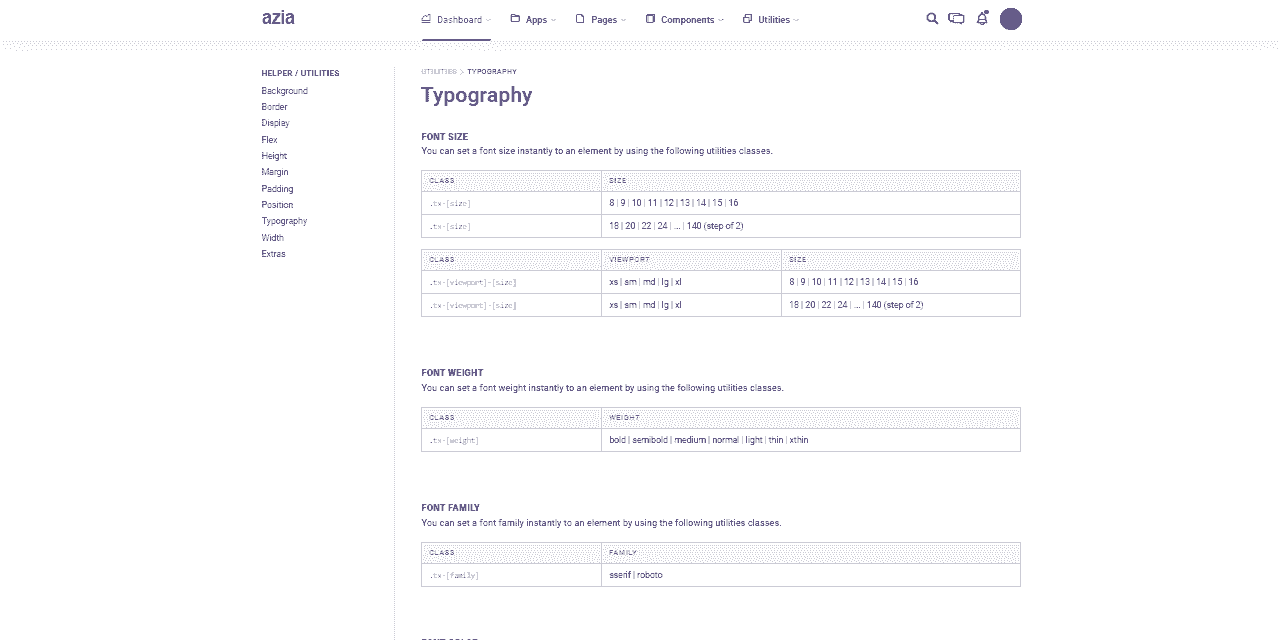 azia
Dashboard
Apps
Pages
Components
Utilities
HELPER / UTILITIES
Background
Border
Display
Flex
Height
Margin
Padding
Position
Typography
Width
Extras
UTILITIES > TYPOGRAPHY
Typography
FONT SIZE
You can set a font size instantly to an element by using the following utilities classes.
CLASS SIZE
.tx-[size] 8 | 9 | 10 | 11 | 12 | 13 | 14 | 15 | 16
.tx-[size] 18 | 20 | 22 | 24 | ... | 140 (step of 2)
CLASS VIEWPORT SIZE
.tx-[viewport]-[size] xs | sm | md | lg | xl 8 | 9 | 10 | 11 | 12 | 13 | 14 | 15 | 16
.tx-[viewport]-[size] xs | sm | md | lg | xl 18 | 20 | 22 | 24 | ... | 140 (step of 2)
FONT WEIGHT
You can set a font weight instantly to an element by using the following utilities classes.
CLASS WEIGHT
.tx-[weight] bold | semibold | medium | normal | light | thin | xthin
FONT FAMILY
You can set a font family instantly to an element by using the following utilities classes.
CLASS FAMILY
.tx-[family] sserif | roboto